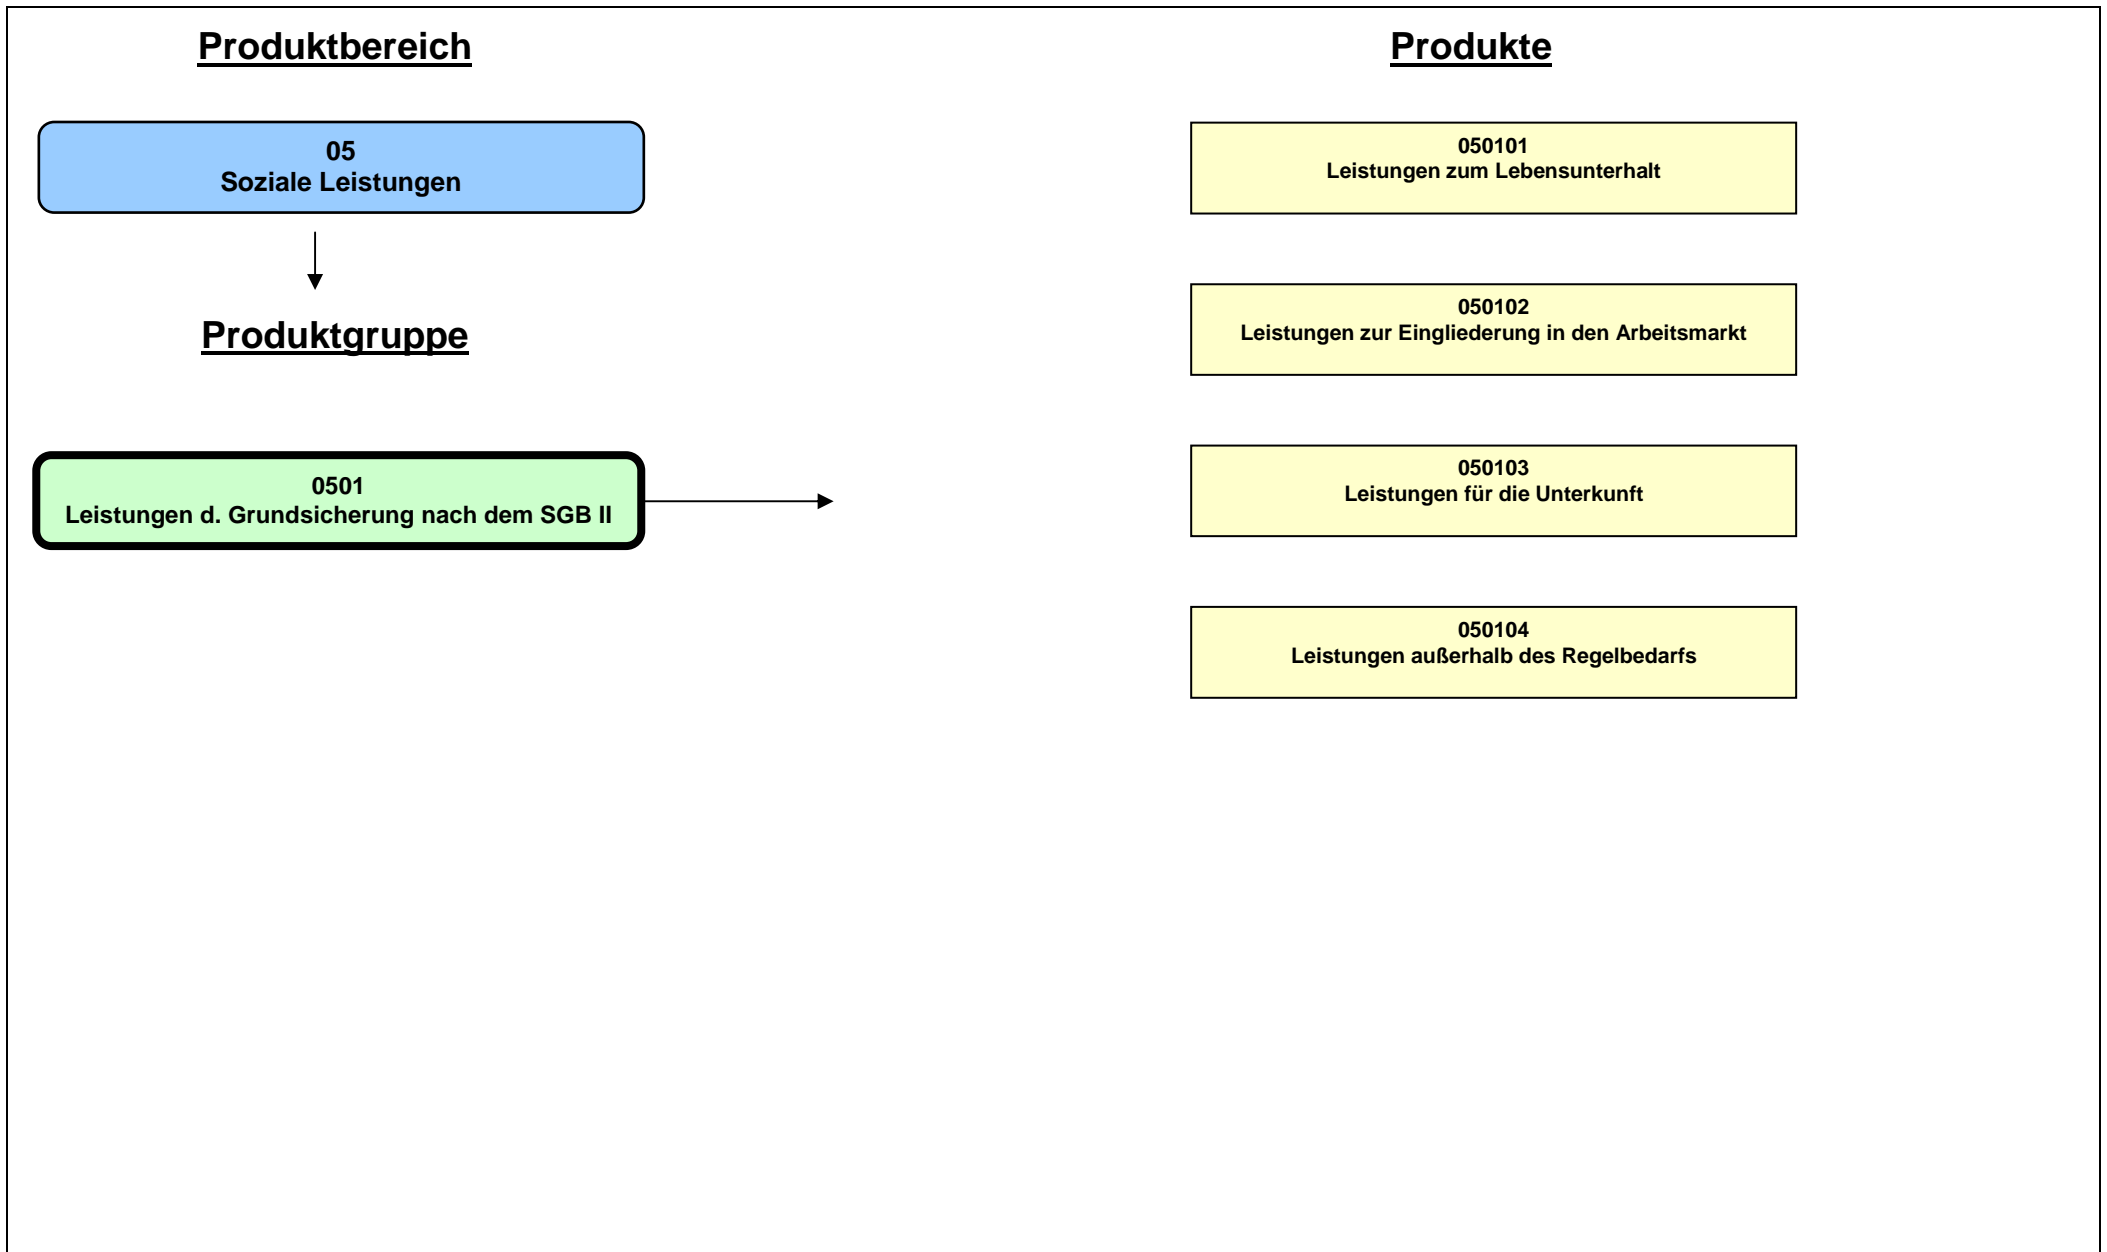 Produktbereich
05
Soziale Leistungen
Produktgruppe
0501
Leistungen d. Grundsicherung nach dem SGB II
Produkte
050101
Leistungen zum Lebensunterhalt
050102
Leistungen zur Eingliederung in den Arbeitsmarkt
050103
Leistungen für die Unterkunft
050104
Leistungen außerhalb des Regelbedarfs